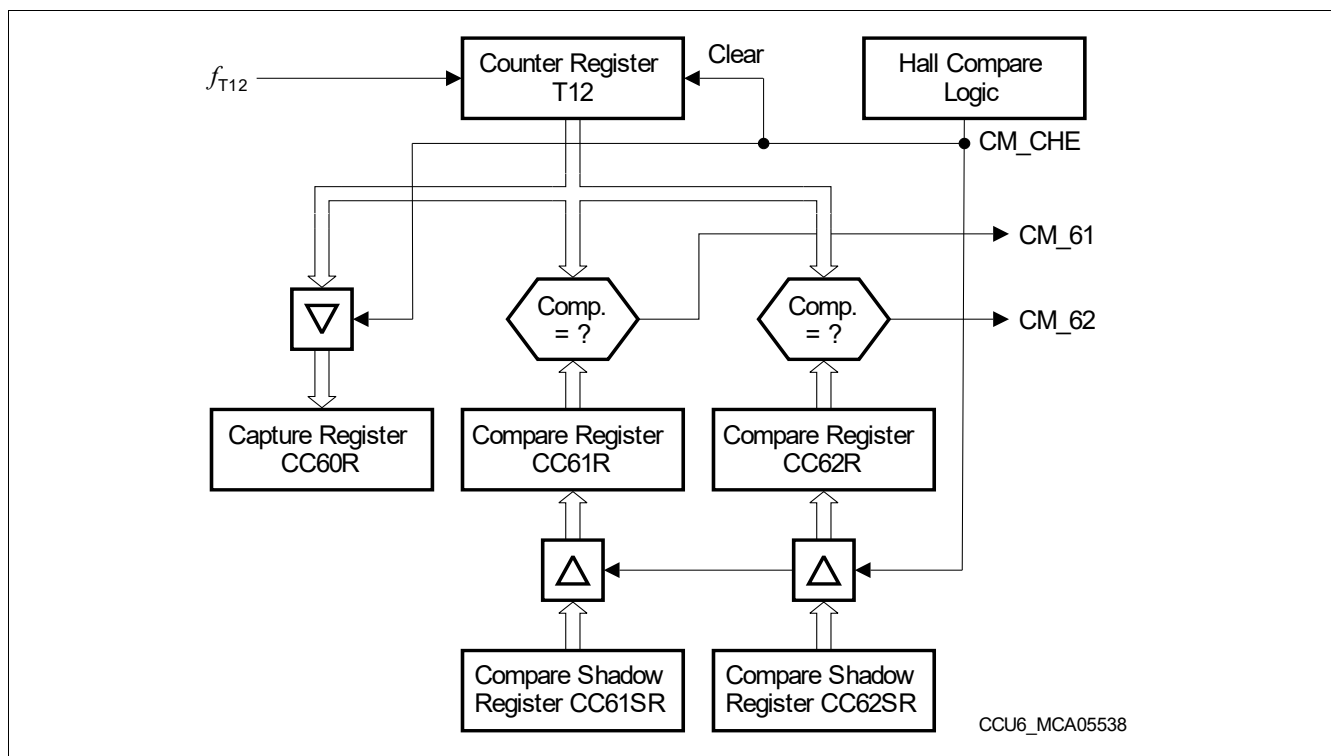 Counter Register
T12
Clear
Hall Compare
Logic
fT12
CM_CHE
CM_61
Comp.
= ?
Comp.
= ?
CM_62
Capture Register
CC60R
Compare Register
CC61R
Compare Register
CC62R
Compare Shadow
Register CC61SR
Compare Shadow
Register CC62SR
CCU6_MCA05538